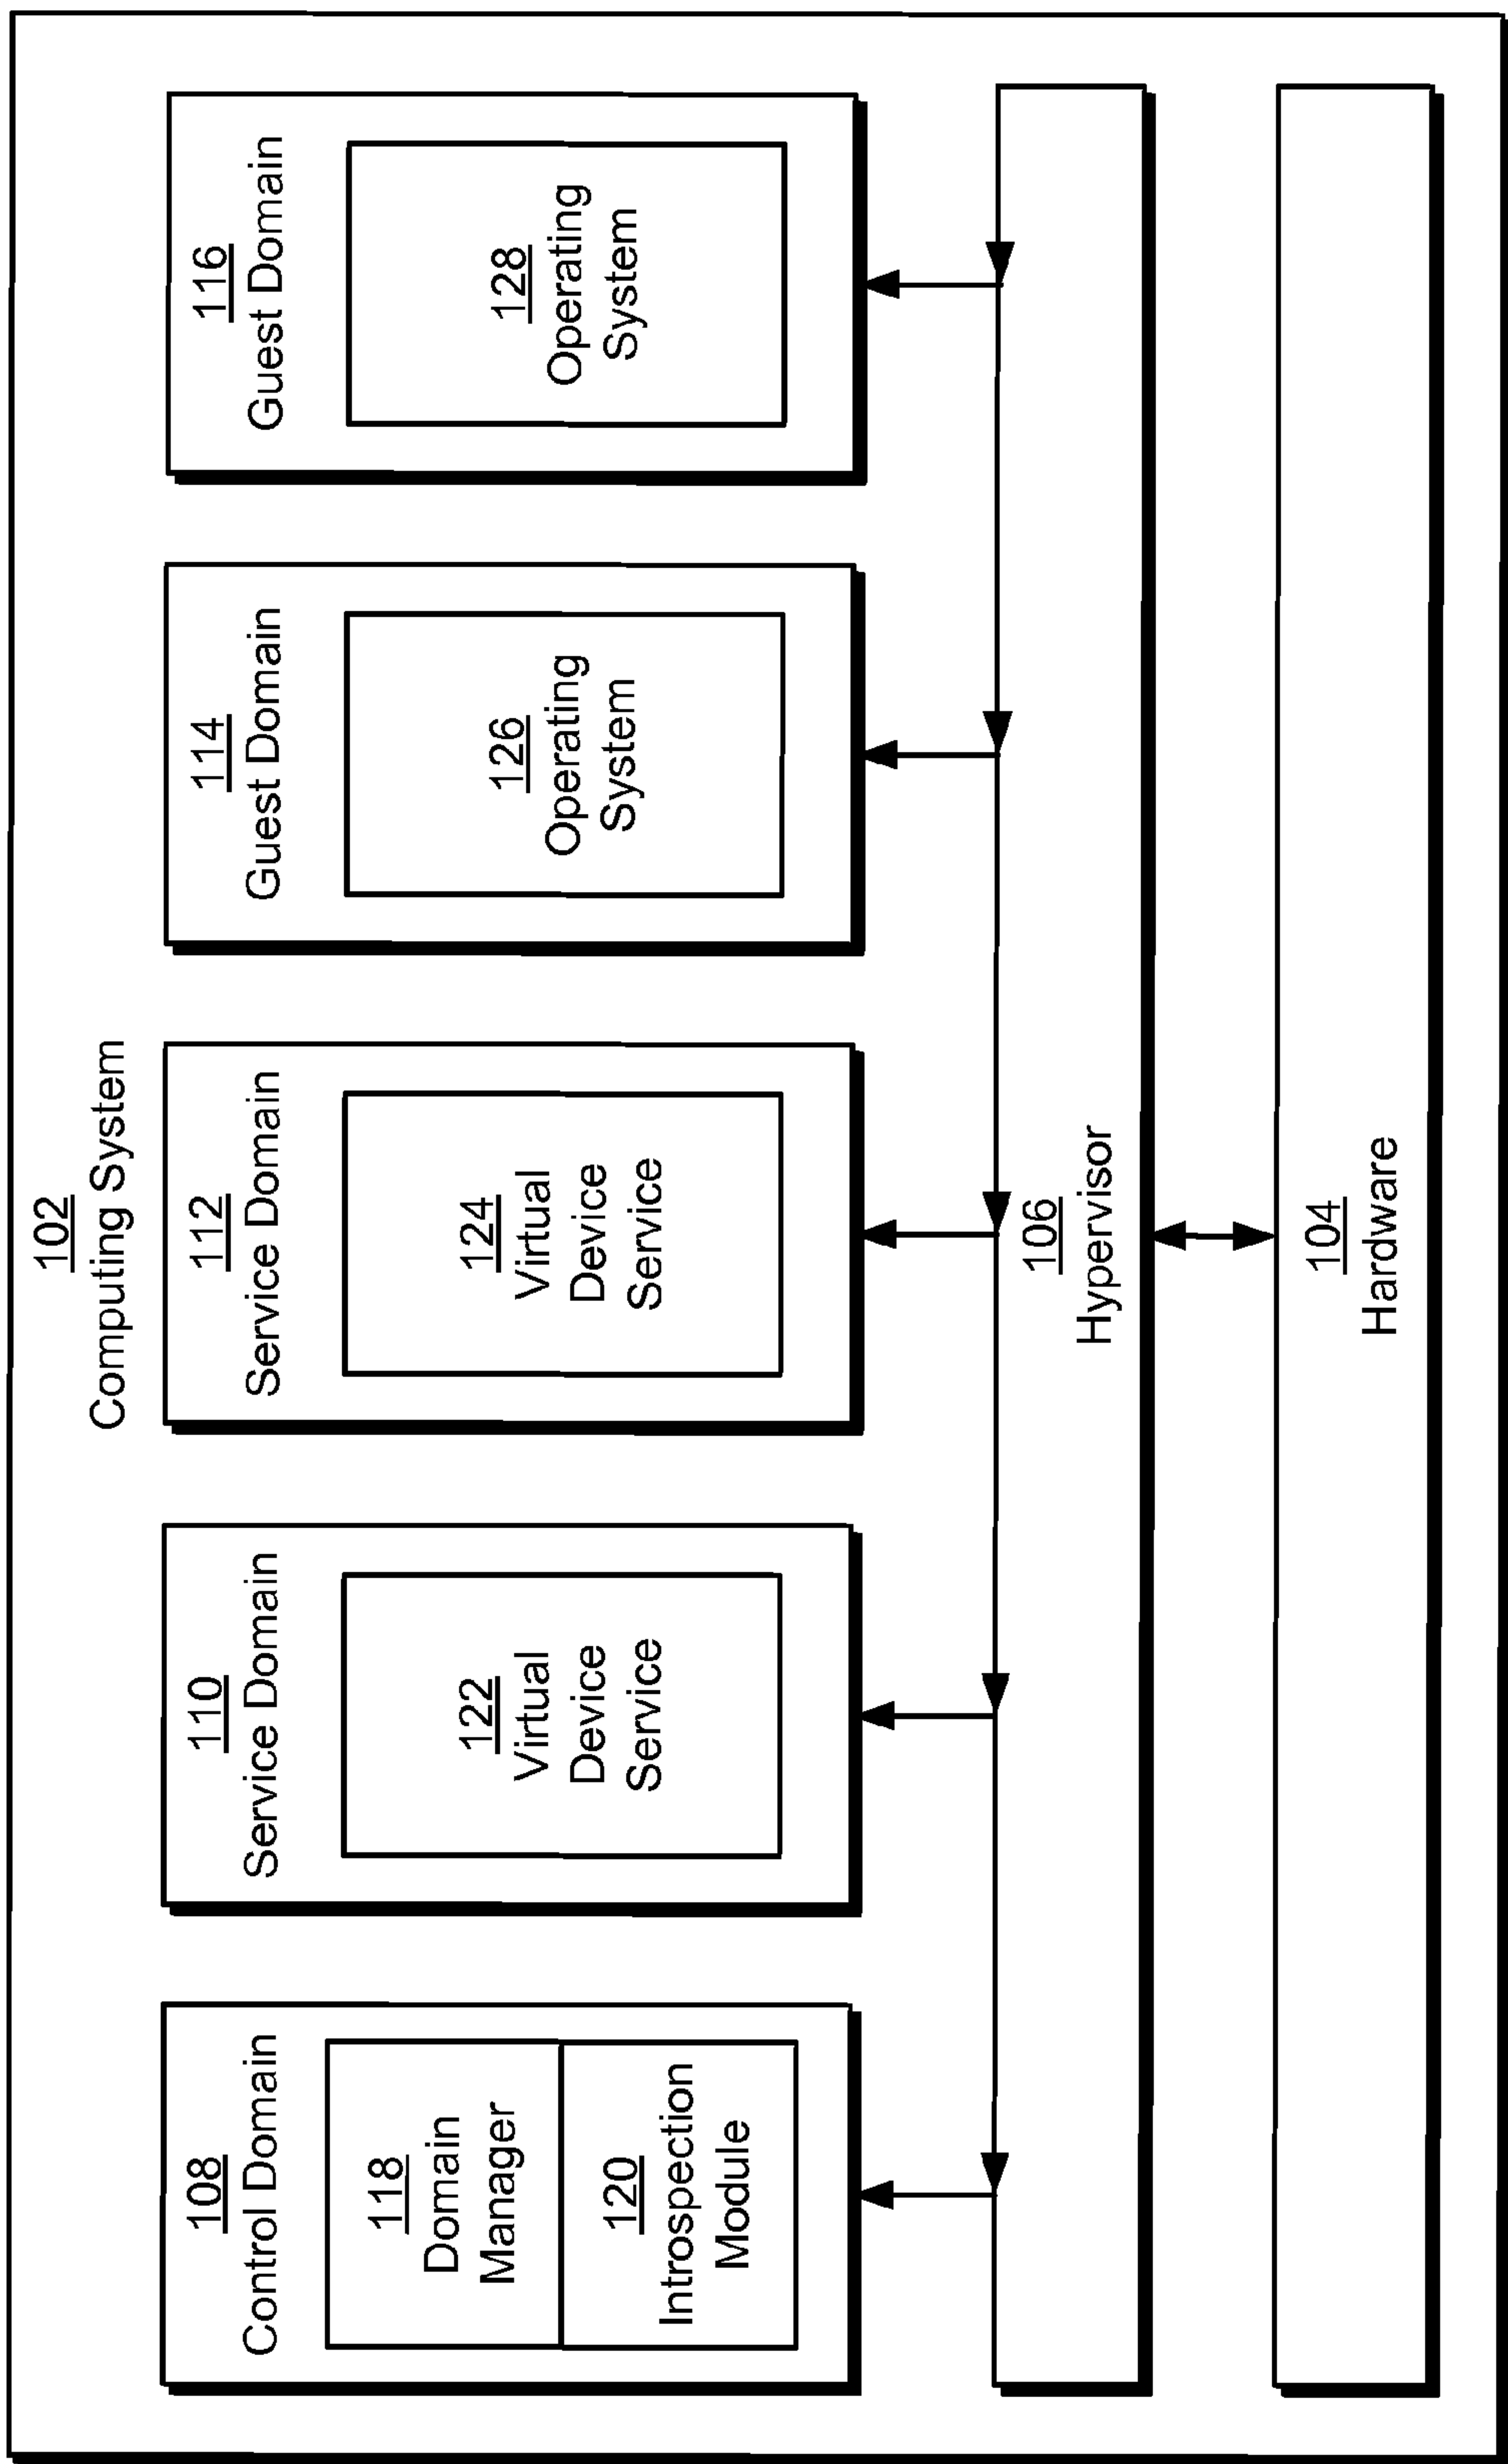 102
Computing System
108
Control Domain
118
Domain
Manager
120
Introspection
Module
110
Service Domain
122
Virtual
Device
Service
112
Service Domain
124
Virtual
Device
Service
114
Guest Domain
126
Operating
System
116
Guest Domain
128
Operating
System
106
Hypervisor
104
Hardware